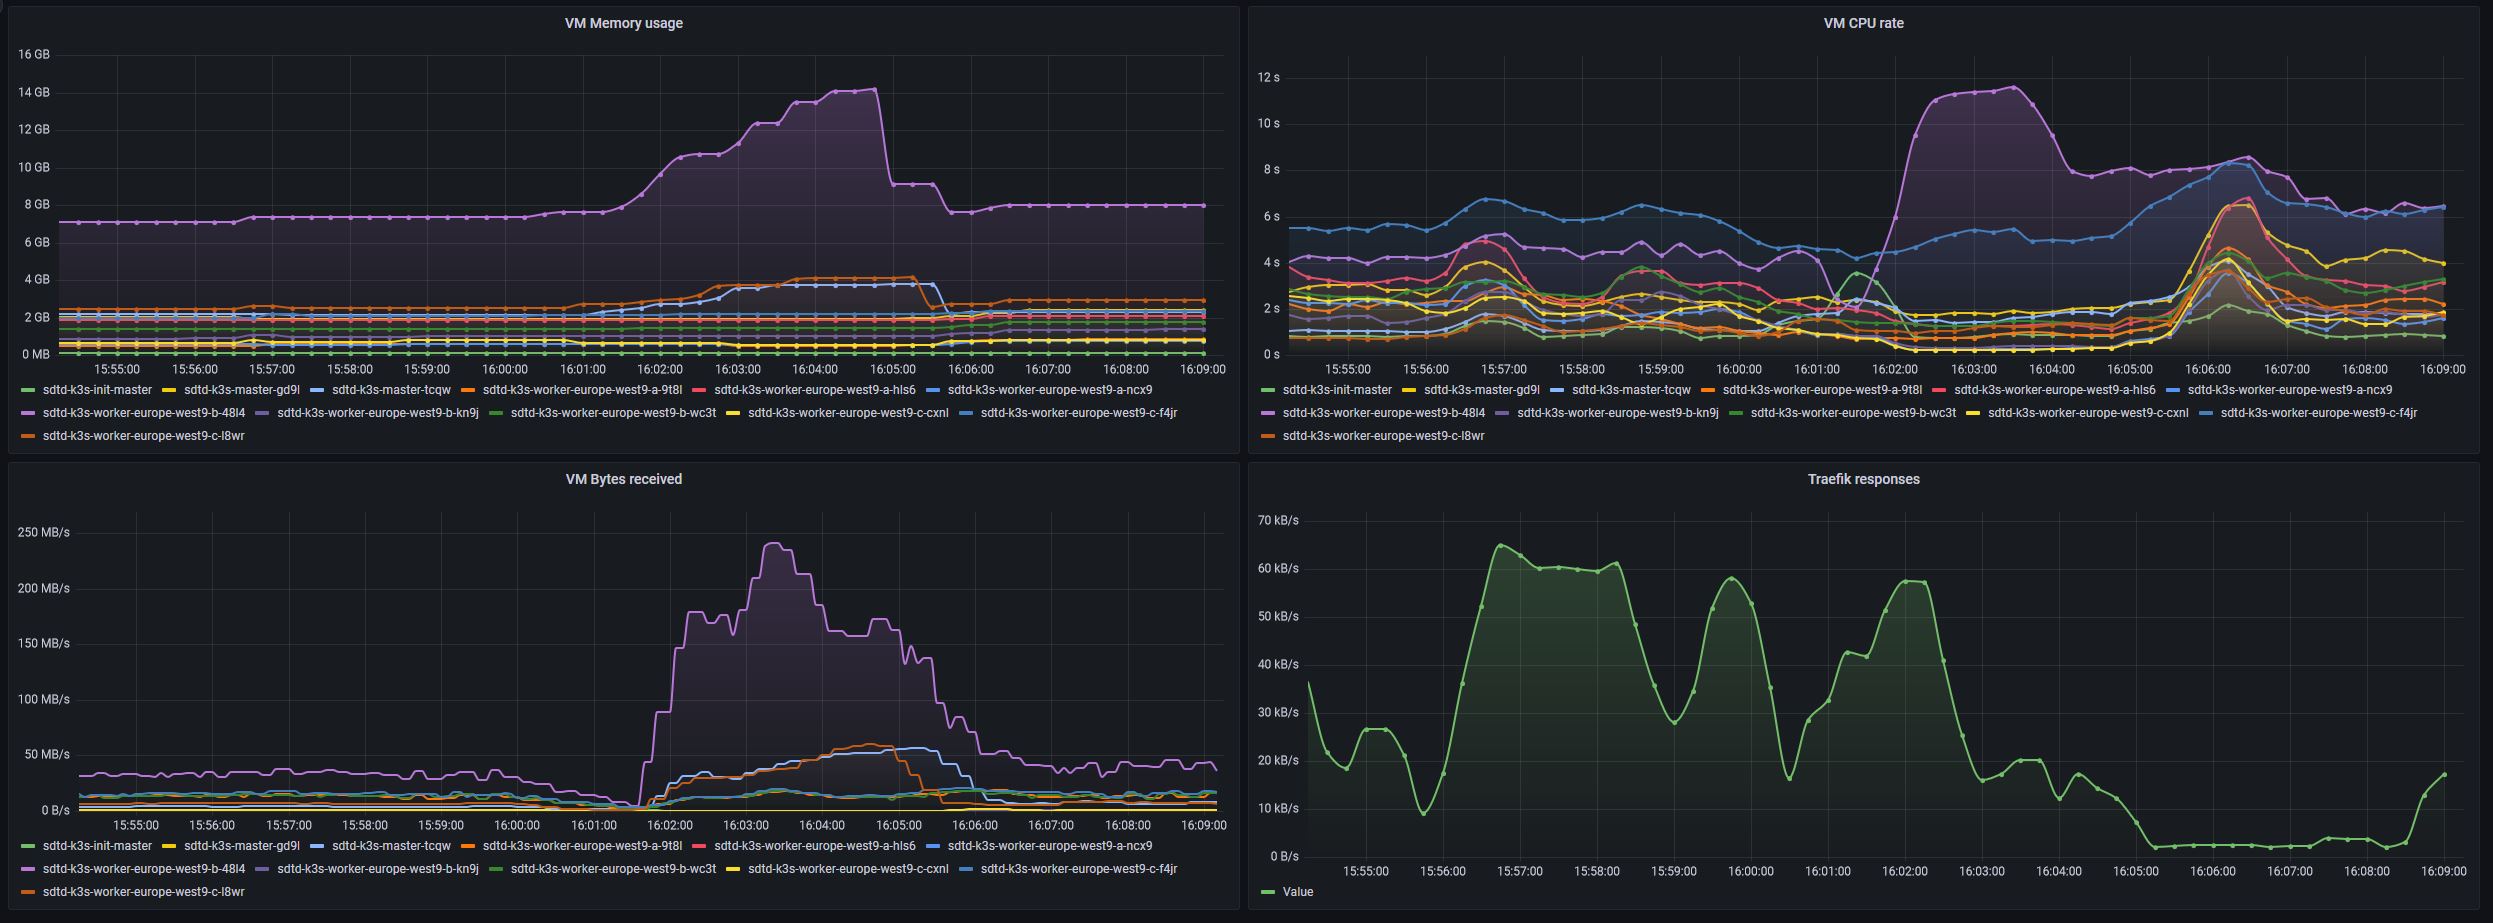 VM Memory usage
16 GB
14 GB
12 GB
10 GB
8 GB
6 GB
4 GB
2 GB
0 MB
15:55:00 15:56:00 15:57:00 15:58:00 15:59:00 16:00:00 16:01:00 16:02:00 16:03:00 16:04:00 16:05:00 16:06:00 16:07:00 16:08:00 16:09:00
sdtd-k3s-init-master sdtd-k3s-master-gd9l sdtd-k3s-master-tcqw sdtd-k3s-worker-europe-west9-a-9t8l sdtd-k3s-worker-europe-west9-a-hls6 sdtd-k3s-worker-europe-west9-a-ncx9
sdtd-k3s-worker-europe-west9-b-48l4 sdtd-k3s-worker-europe-west9-b-kn9j sdtd-k3s-worker-europe-west9-b-wc3t sdtd-k3s-worker-europe-west9-c-cxnl sdtd-k3s-worker-europe-west9-c-f4jr
sdtd-k3s-worker-europe-west9-c-l8wr
VM CPU rate
12 s
10 s
8 s
6 s
4 s
2 s
0 s
15:55:00 15:56:00 15:57:00 15:58:00 15:59:00 16:00:00 16:01:00 16:02:00 16:03:00 16:04:00 16:05:00 16:06:00 16:07:00 16:08:00 16:09:00
sdtd-k3s-init-master sdtd-k3s-master-gd9l sdtd-k3s-master-tcqw sdtd-k3s-worker-europe-west9-a-9t8l sdtd-k3s-worker-europe-west9-a-hls6 sdtd-k3s-worker-europe-west9-a-ncx9
sdtd-k3s-worker-europe-west9-b-48l4 sdtd-k3s-worker-europe-west9-b-kn9j sdtd-k3s-worker-europe-west9-b-wc3t sdtd-k3s-worker-europe-west9-c-cxnl sdtd-k3s-worker-europe-west9-c-f4jr
sdtd-k3s-worker-europe-west9-c-l8wr
VM Bytes received
250 MB/s
200 MB/s
150 MB/s
100 MB/s
50 MB/s
0 B/s
15:55:00 15:56:00 15:57:00 15:58:00 15:59:00 16:00:00 16:01:00 16:02:00 16:03:00 16:04:00 16:05:00 16:06:00 16:07:00 16:08:00 16:09:00
sdtd-k3s-init-master sdtd-k3s-master-gd9l sdtd-k3s-master-tcqw sdtd-k3s-worker-europe-west9-a-9t8l sdtd-k3s-worker-europe-west9-a-hls6 sdtd-k3s-worker-europe-west9-a-ncx9
sdtd-k3s-worker-europe-west9-b-48l4 sdtd-k3s-worker-europe-west9-b-kn9j sdtd-k3s-worker-europe-west9-b-wc3t sdtd-k3s-worker-europe-west9-c-cxnl sdtd-k3s-worker-europe-west9-c-f4jr
sdtd-k3s-worker-europe-west9-c-l8wr
Traefik responses
70 kB/s
60 kB/s
50 kB/s
40 kB/s
30 kB/s
20 kB/s
10 kB/s
0 B/s
15:55:00 15:56:00 15:57:00 15:58:00 15:59:00 16:00:00 16:01:00 16:02:00 16:03:00 16:04:00 16:05:00 16:06:00 16:07:00 16:08:00 16:09:00
Value